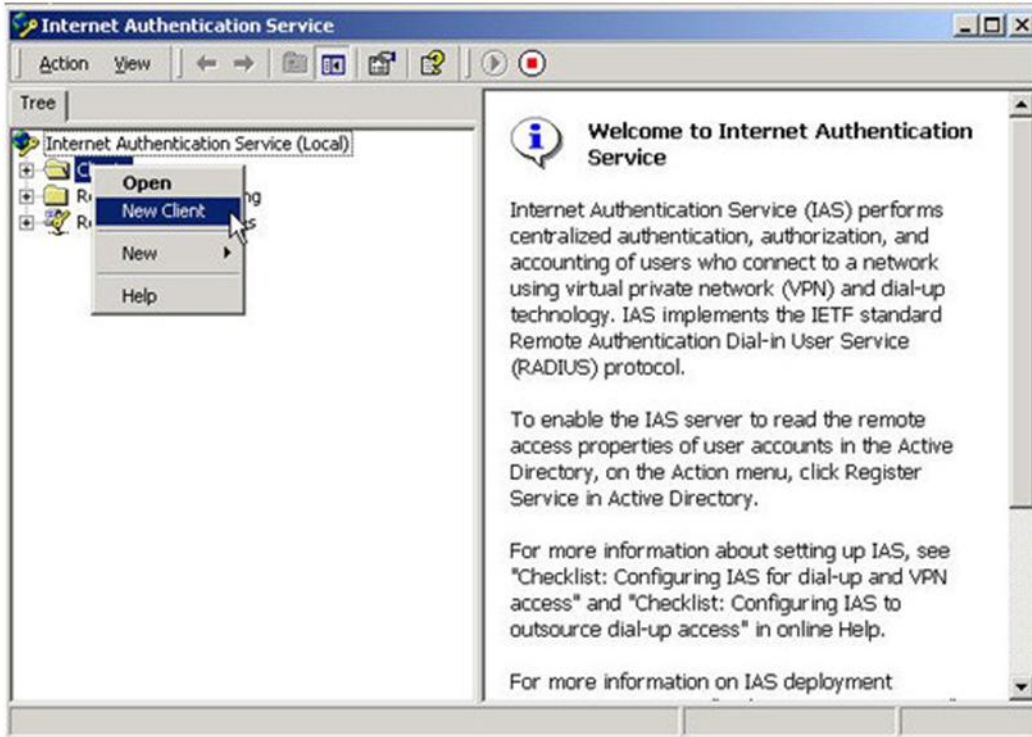 Internet Authentication Service
Action View
Tree
Internet Authentication Service (Local)
Open
New Client
New
Help
Welcome to Internet Authentication
Service
Internet Authentication Service (IAS) performs
centralized authentication, authorization, and
accounting of users who connect to a network
using virtual private network (VPN) and dial-up
technology. IAS implements the IETF standard
Remote Authentication Dial-in User Service
(RADIUS) protocol.
To enable the IAS server to read the remote
access properties of user accounts in the Active
Directory, on the Action menu, click Register
Service in Active Directory.
For more information about setting up IAS, see
"Checklist: Configuring IAS for dial-up and VPN
access" and "Checklist: Configuring IAS to
outsource dial-up access" in online Help.
For more information on IAS deployment